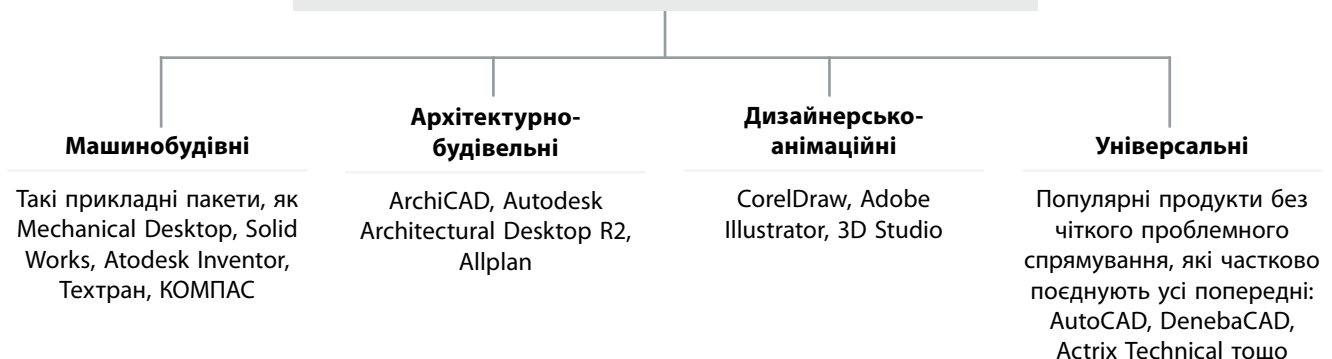 Машинобудівні
Такі прикладні пакети, як
Mechanical Desktop, Solid
Works, Atodesk Inventor,
Техтран, КОМПАС
Архітектурно-
будівельні
ArchiCAD, Autodesk
Architectural Desktop R2,
Allplan
Дизайнерсько-
анімаційні
CorelDraw, Adobe
Illustrator, 3D Studio
Універсальні
Популярні продукти без
чіткого проблемного
спрямування, які частково
поєднують усі попередні:
AutoCAD, DenebaCAD,
Actrix Technical тощо